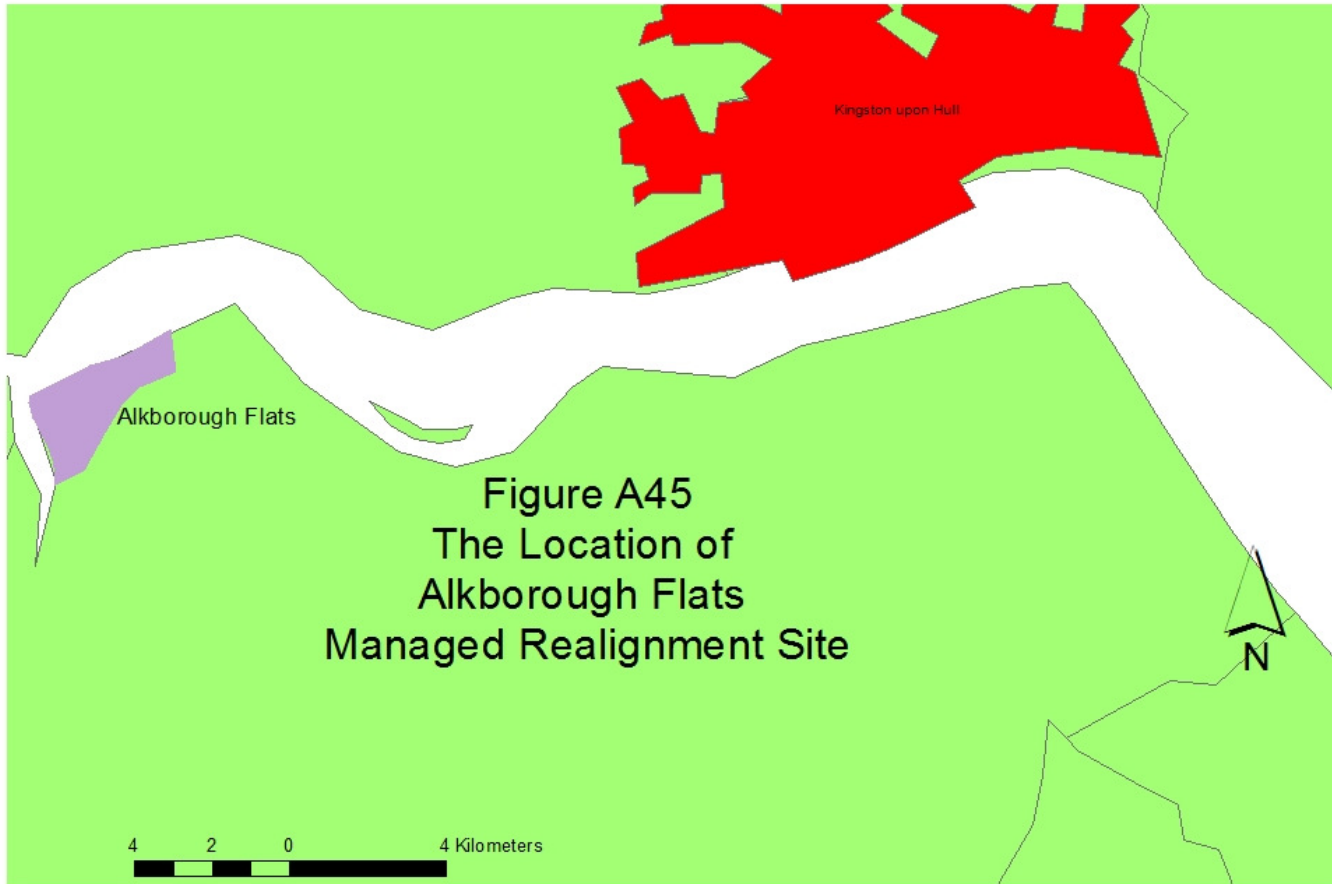 Kingston upon Hull
Alkborough Flats
Figure A45
The Location of
Alkborough Flats
Managed Realignment Site
N
4 2 0 4 Kilometers